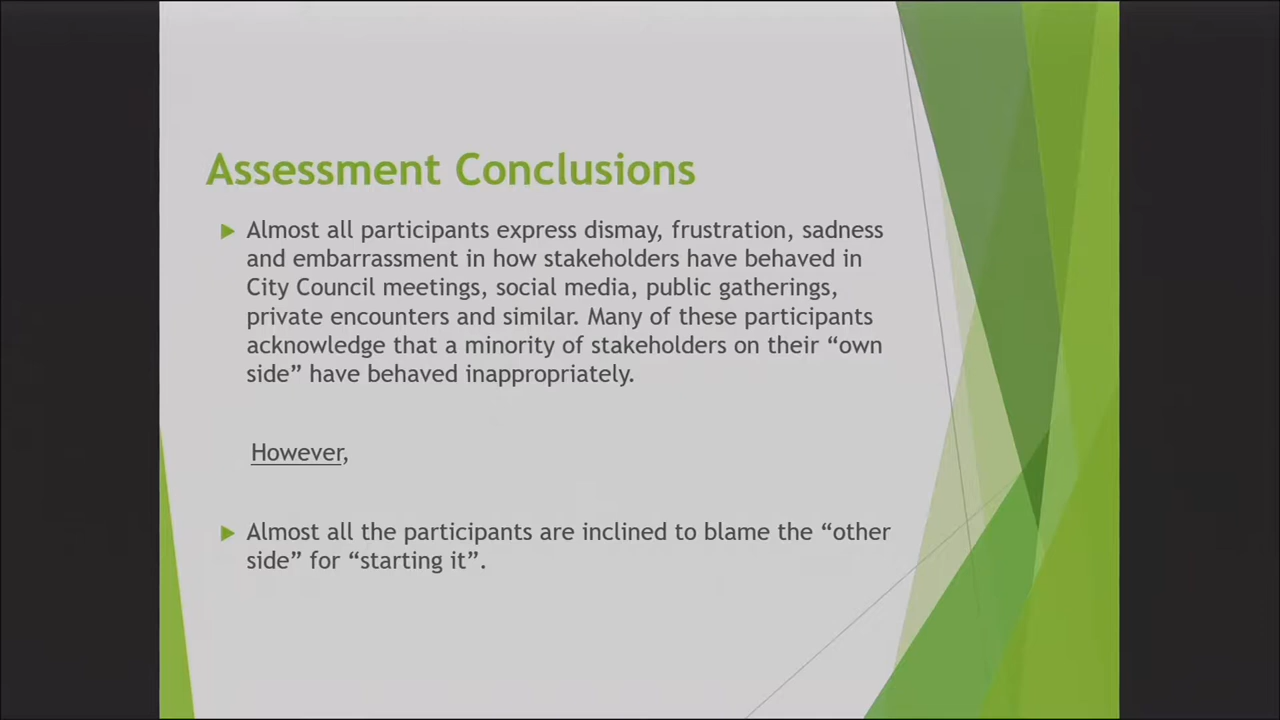 Assessment Conclusions
Almost all participants express dismay, frustration, sadness
and embarrassment in how stakeholders have behaved in
City Council meetings, social media, public gatherings,
private encounters and similar. Many of these participants
acknowledge that a minority of stakeholders on their “own
side” have behaved inappropriately.
However,
Almost all the participants are inclined to blame the “other
side” for “starting it”.